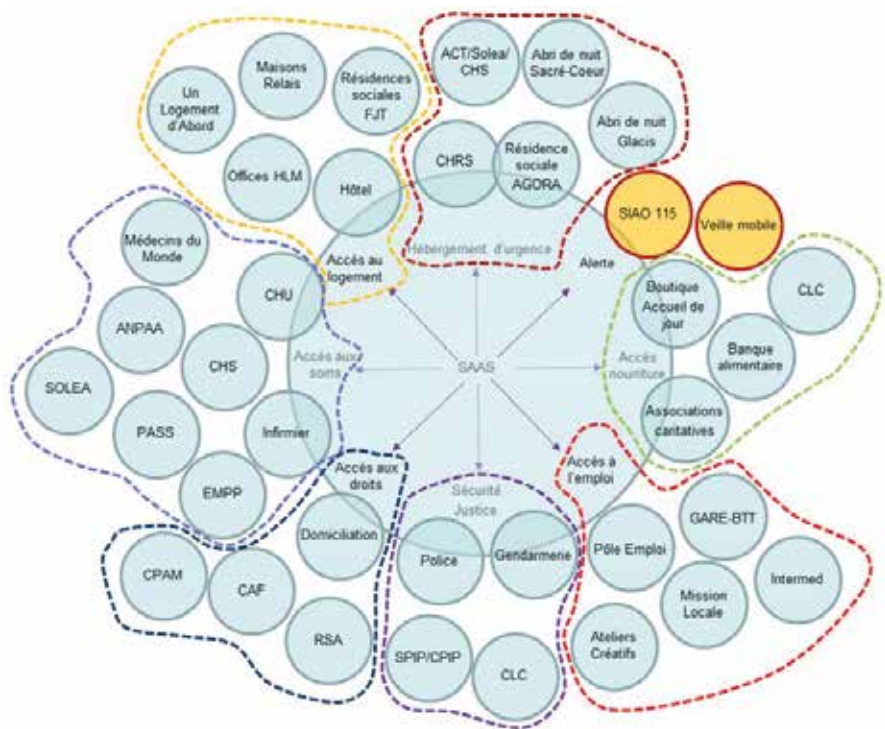 Un
Logement
d'Abord
Maisons
Relais
Résidences
sociales
FJT
Offices HLM
Hôtel
Accès au
logement
ACT/Solea/
CHS
Abri de nuit
Sacré-Coeur
Abri de nuit
Glacis
CHRS
Résidence
sociale
AGORA
Hébergement d'urgence
SIAO 115
Veille mobile
Alerte
Boutique
Accueil de
jour
CLC
Banque
alimentaire
Associations
caritatives
Accès
nourriture
SAAS
Médecins du
Monde
CHU
ANPAA
CHS
SOLEA
PASS
Infirmier
EMPP
Accès aux
soins
Accès aux
droits
Domiciliation
CPAM
CAF
RSA
Sécurité
Justice
Police
Gendarmerie
SPIP/CPIP
CLC
Accès à
l'emploi
GARE-BTT
Pôle Emploi
Intermed
Mission
Locale
Ateliers
Créatifs